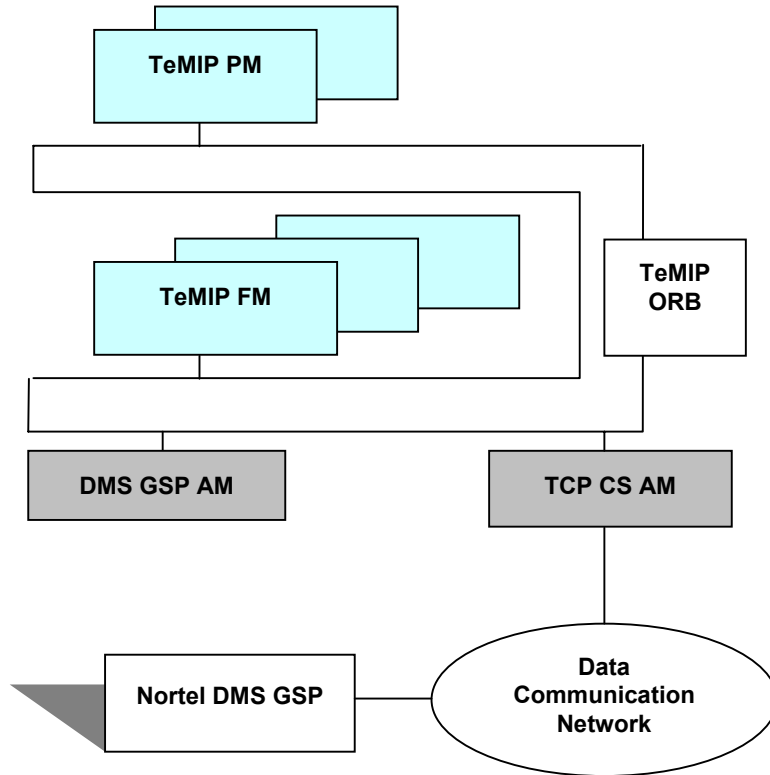 TeMIP PM
TeMIP FM
TeMIP
ORB
DMS GSP AM
TCP CS AM
Nortel DMS GSP
Data
Communication
Network